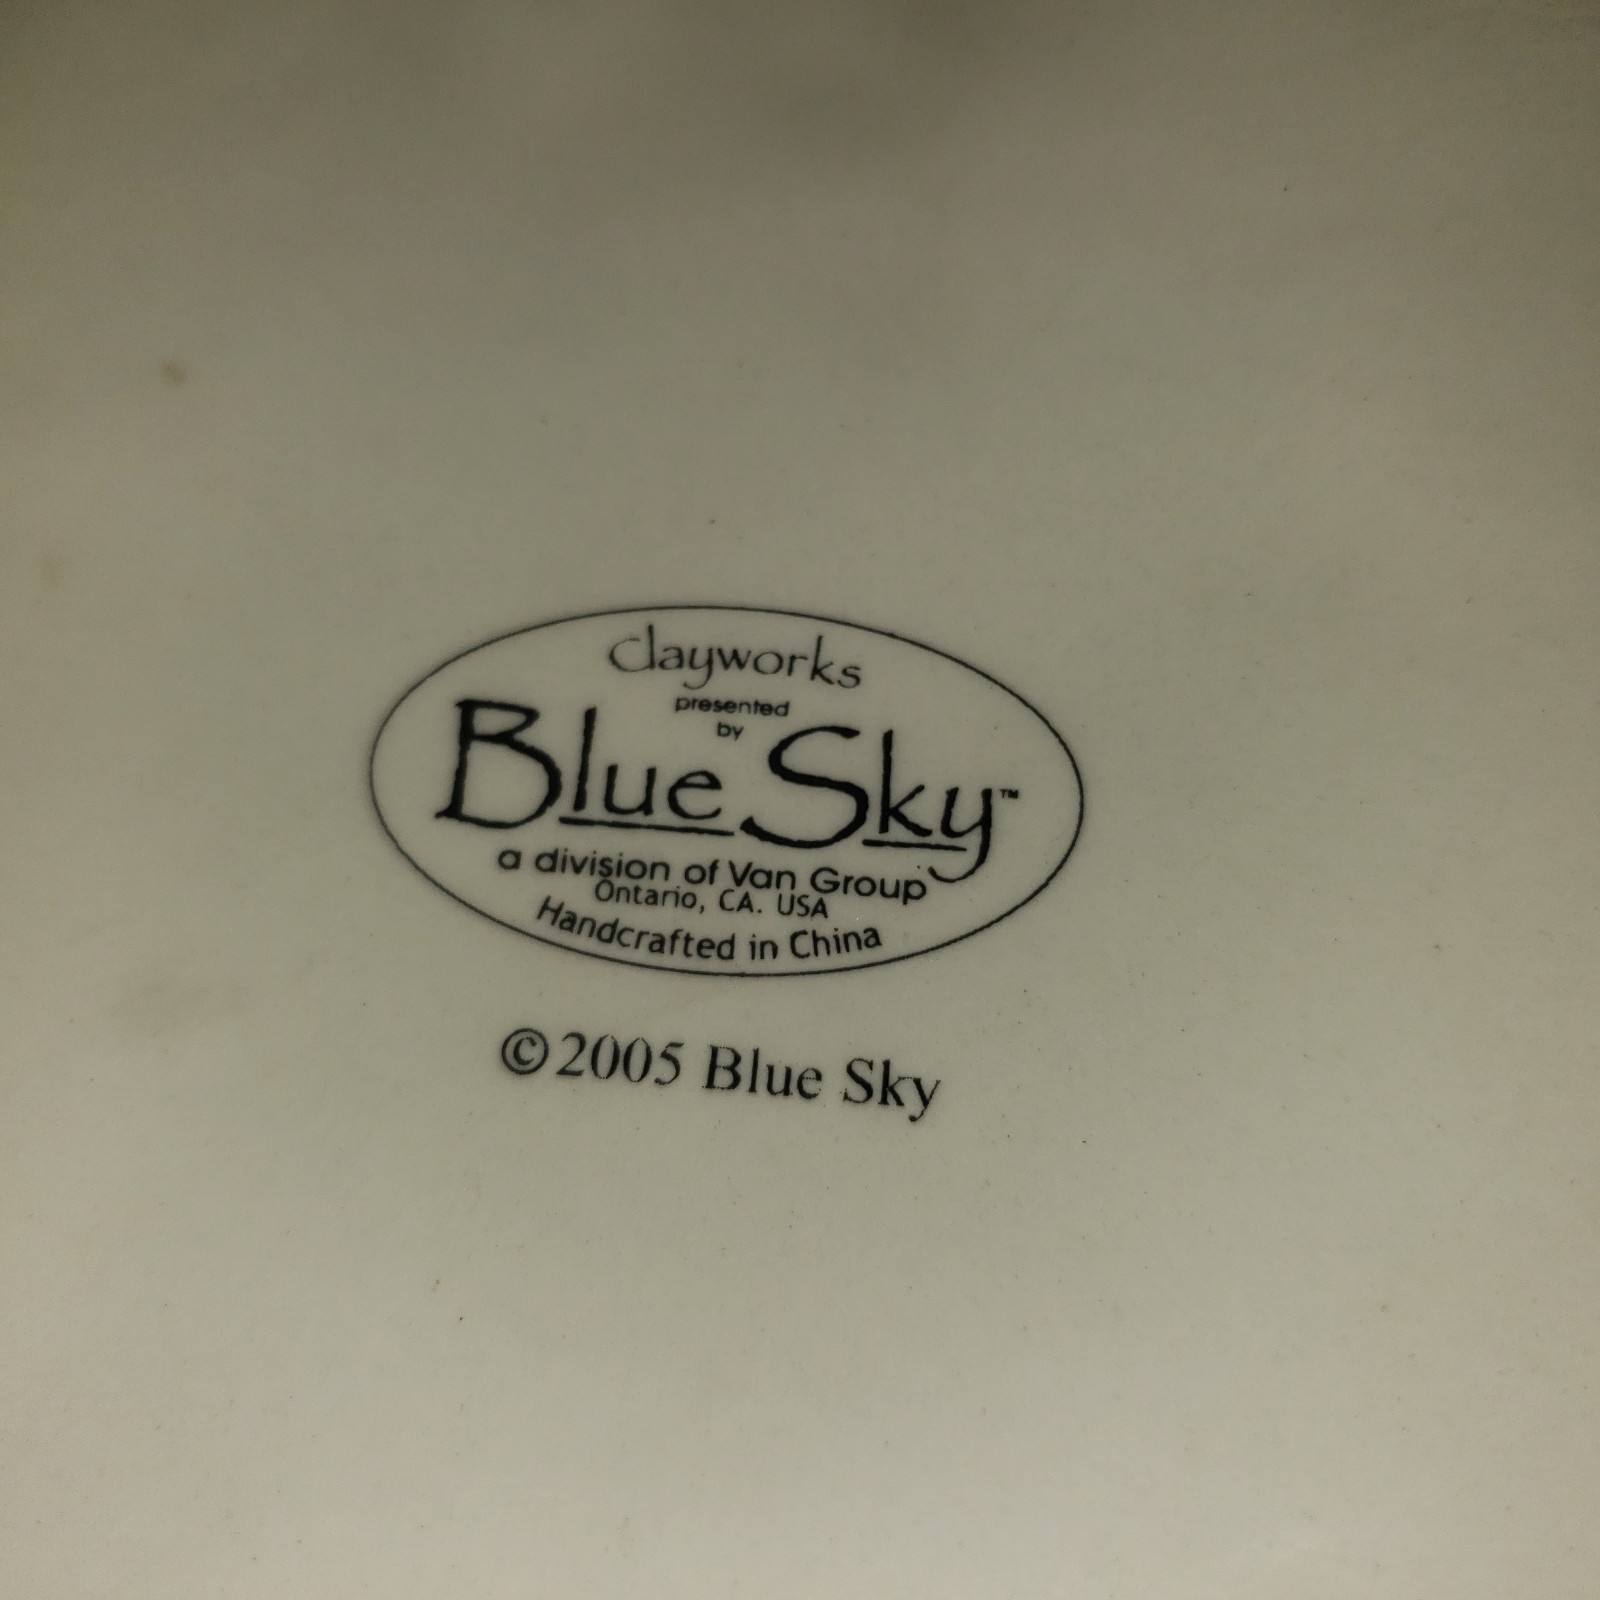 clayworks
presented
by
Blue Sky™
a division of Van Group
Ontario, CA. USA
Handcrafted in China
©2005 Blue Sky